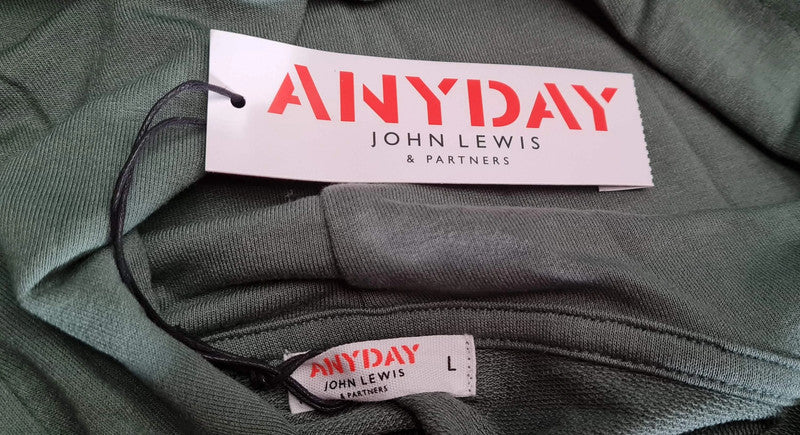 ANYDAY
JOHN LEWIS
& PARTNERS
ANYDAY
JOHN LEWIS
& PARTNERS
L